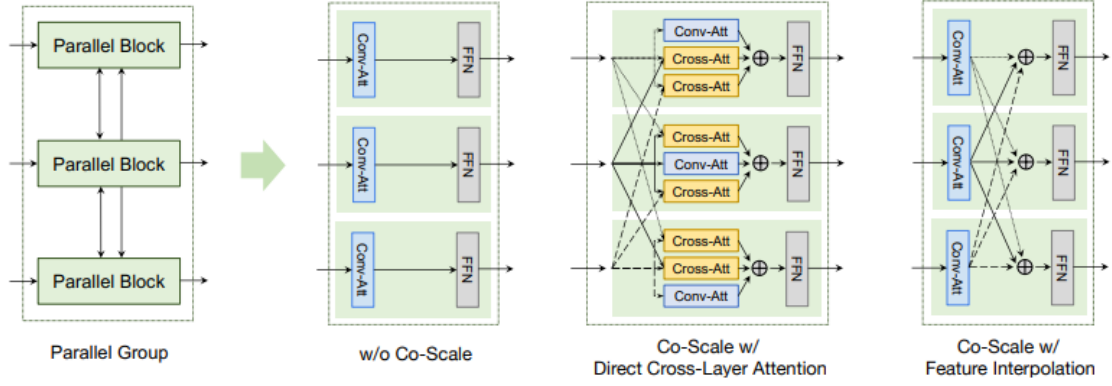 Parallel Block
Parallel Block
Parallel Block
Parallel Group
Conv-Att
FFN
Conv-Att
FFN
Conv-Att
FFN
w/o Co-Scale
Conv-Att
Cross-Att
Cross-Att
FFN
Cross-Att
Conv-Att
Cross-Att
FFN
Cross-Att
Cross-Att
Conv-Att
FFN
Co-Scale w/
Direct Cross-Layer Attention
Conv-Att
FFN
Conv-Att
FFN
Conv-Att
FFN
Co-Scale w/
Feature Interpolation